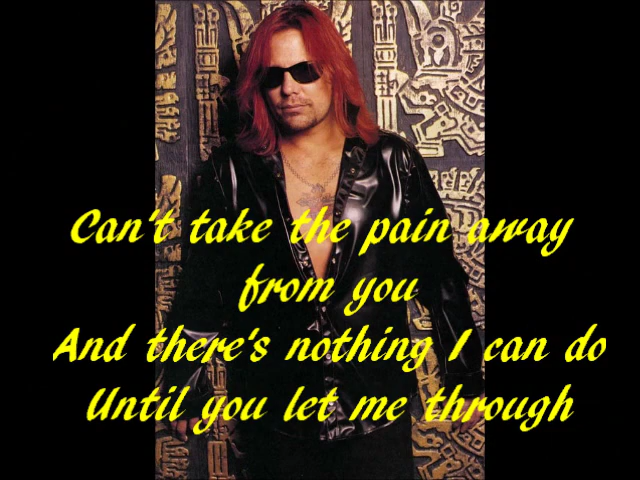 Can't take the pain away
from you
And there's nothing I can do
Until you let me through